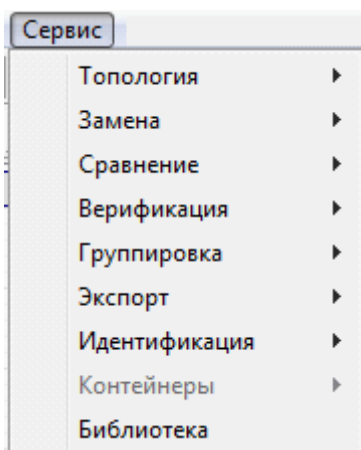 Сервис
Топология
Замена
Сравнение
Верификация
Группировка
Экспорт
Идентификация
Контейнеры
Библиотека